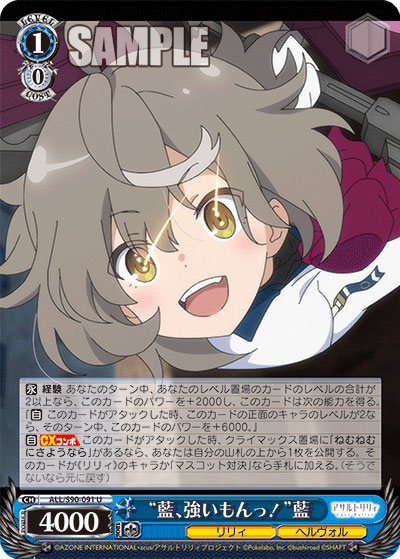 LEVEL
1
0
COST
SAMPLE
永 経験 あなたのターン中、あなたのレベル置場のカードのレベルの合計が
2以上なら、このカードのパワーを+2000し、このカードは次の能力を得る。
『自 このカードがアタックした時、このカードの正面のキャラのレベルが2な
ら、そのターン中、このカードのパワーを+6000。』
自 CXコンボ このカードがアタックした時、クライマックス置場に「ねむねむ
にさようなら」があるなら、あなたは自分の山札の上から1枚を公開する。そ
のカードが《リリィ》のキャラか「マスコット対決」なら手札に加える。（そうで
ないなら元に戻す）
CH ALL/S90-091 U
4000
“藍、強いもんっ！”藍
リリィ
ヘルヴォル
アサルトリリィ
©AZONE INTERNATIONAL・acus/アサルトリリィプロジェクト ©Pokelabo, Inc. ©bushiroad ©SHAFT